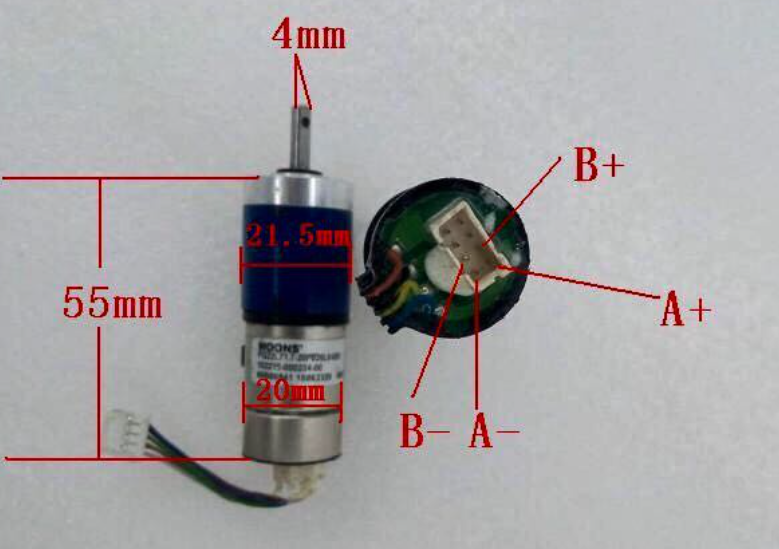 4mm
B+
21.5mm
55mm
A+
MOONS'
20mm
B- A-